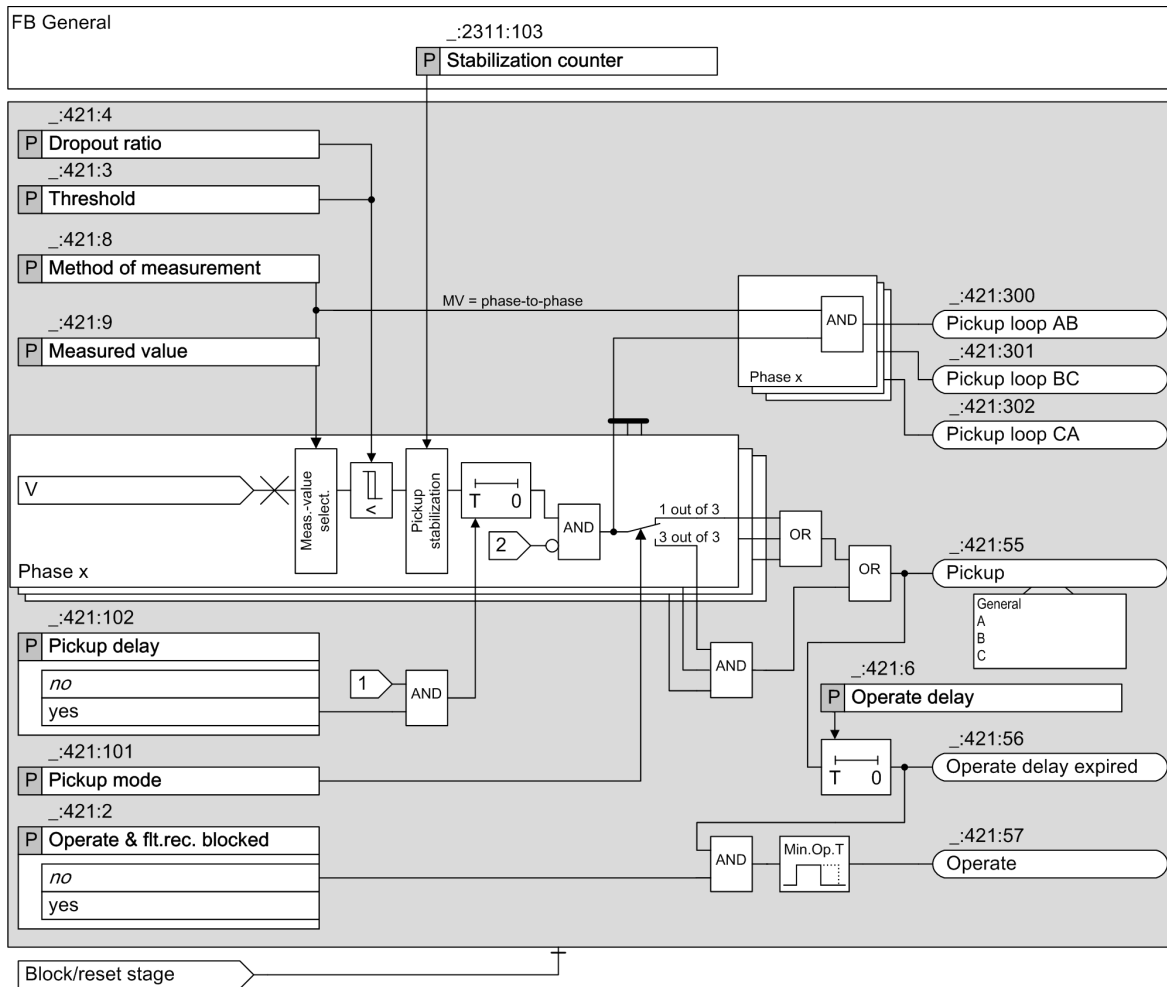 FB General
_:2311:103
P Stabilization counter
_:421:4
P Dropout ratio
_:421:3
P Threshold
_:421:8
P Method of measurement
MV = phase-to-phase
_:421:9
P Measured value
AND
Phase x
_:421:300
Pickup loop AB
_:421:301
Pickup loop BC
_:421:302
Pickup loop CA
V
Meas.-value
select.
<
Pickup
stabilization
T 0
2
AND
1 out of 3
3 out of 3
Phase x
OR
OR
AND
_:421:55
Pickup
General
A
B
C
_:421:102
P Pickup delay
no
yes
1
AND
_:421:6
P Operate delay
T 0
_:421:56
Operate delay expired
_:421:101
P Pickup mode
_:421:2
P Operate & flt.rec. blocked
no
yes
AND
Min.Op.T
_:421:57
Operate
Block/reset stage